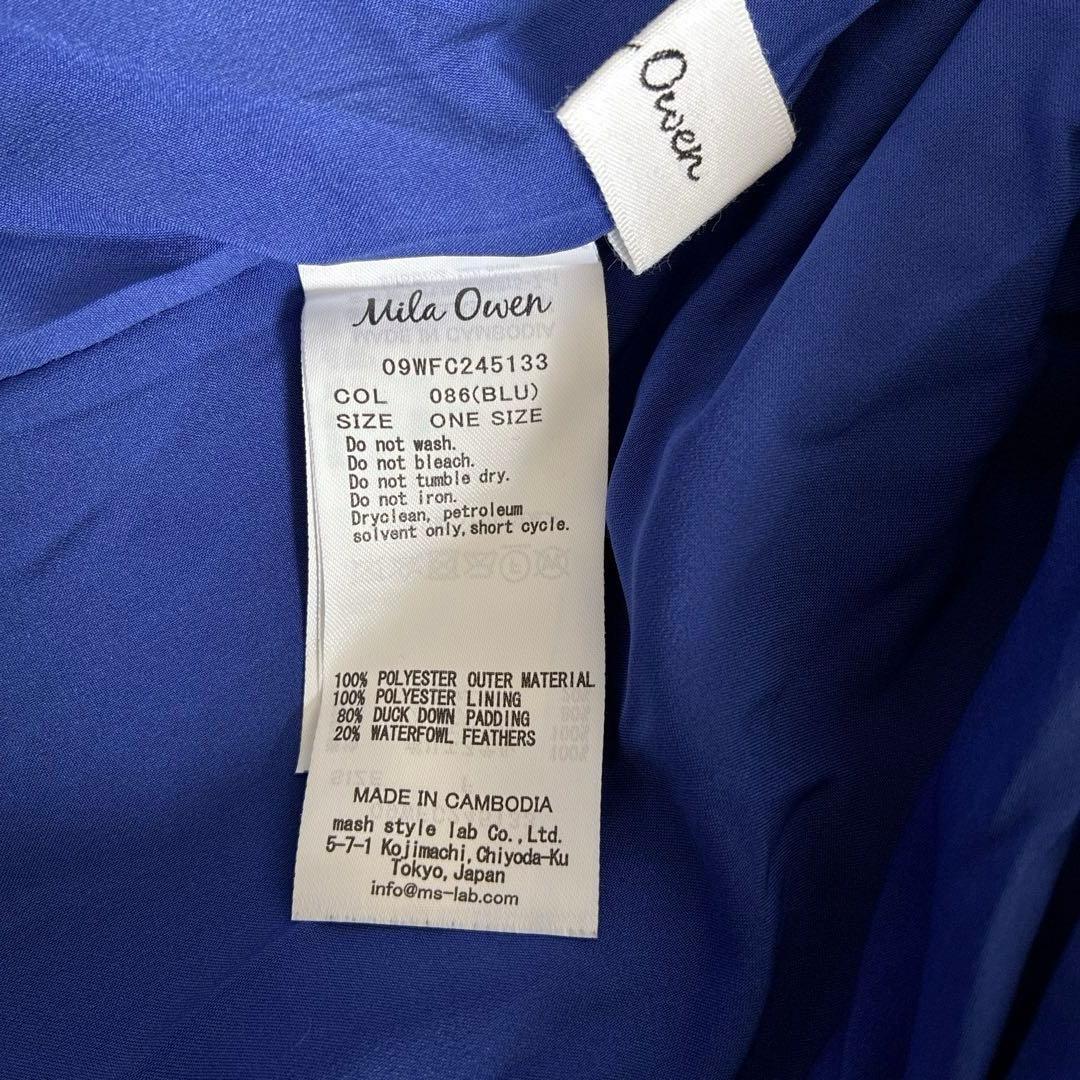 Owen
Mila Owen
09WFC245133
COL 086(BLU)
SIZE ONE SIZE
Do not wash.
Do not bleach.
Do not tumble dry.
Do not iron.
Dryclean, petroleum
solvent only, short cycle.
100% POLYESTER OUTER MATERIAL
100% POLYESTER LINING
80% DUCK DOWN PADDING
20% WATERFOWL FEATHERS
MADE IN CAMBODIA
mash style lab Co.,Ltd.
5-7-1 Kojimachi,Chiyoda-Ku
Tokyo,Japan
info@ms-lab.com